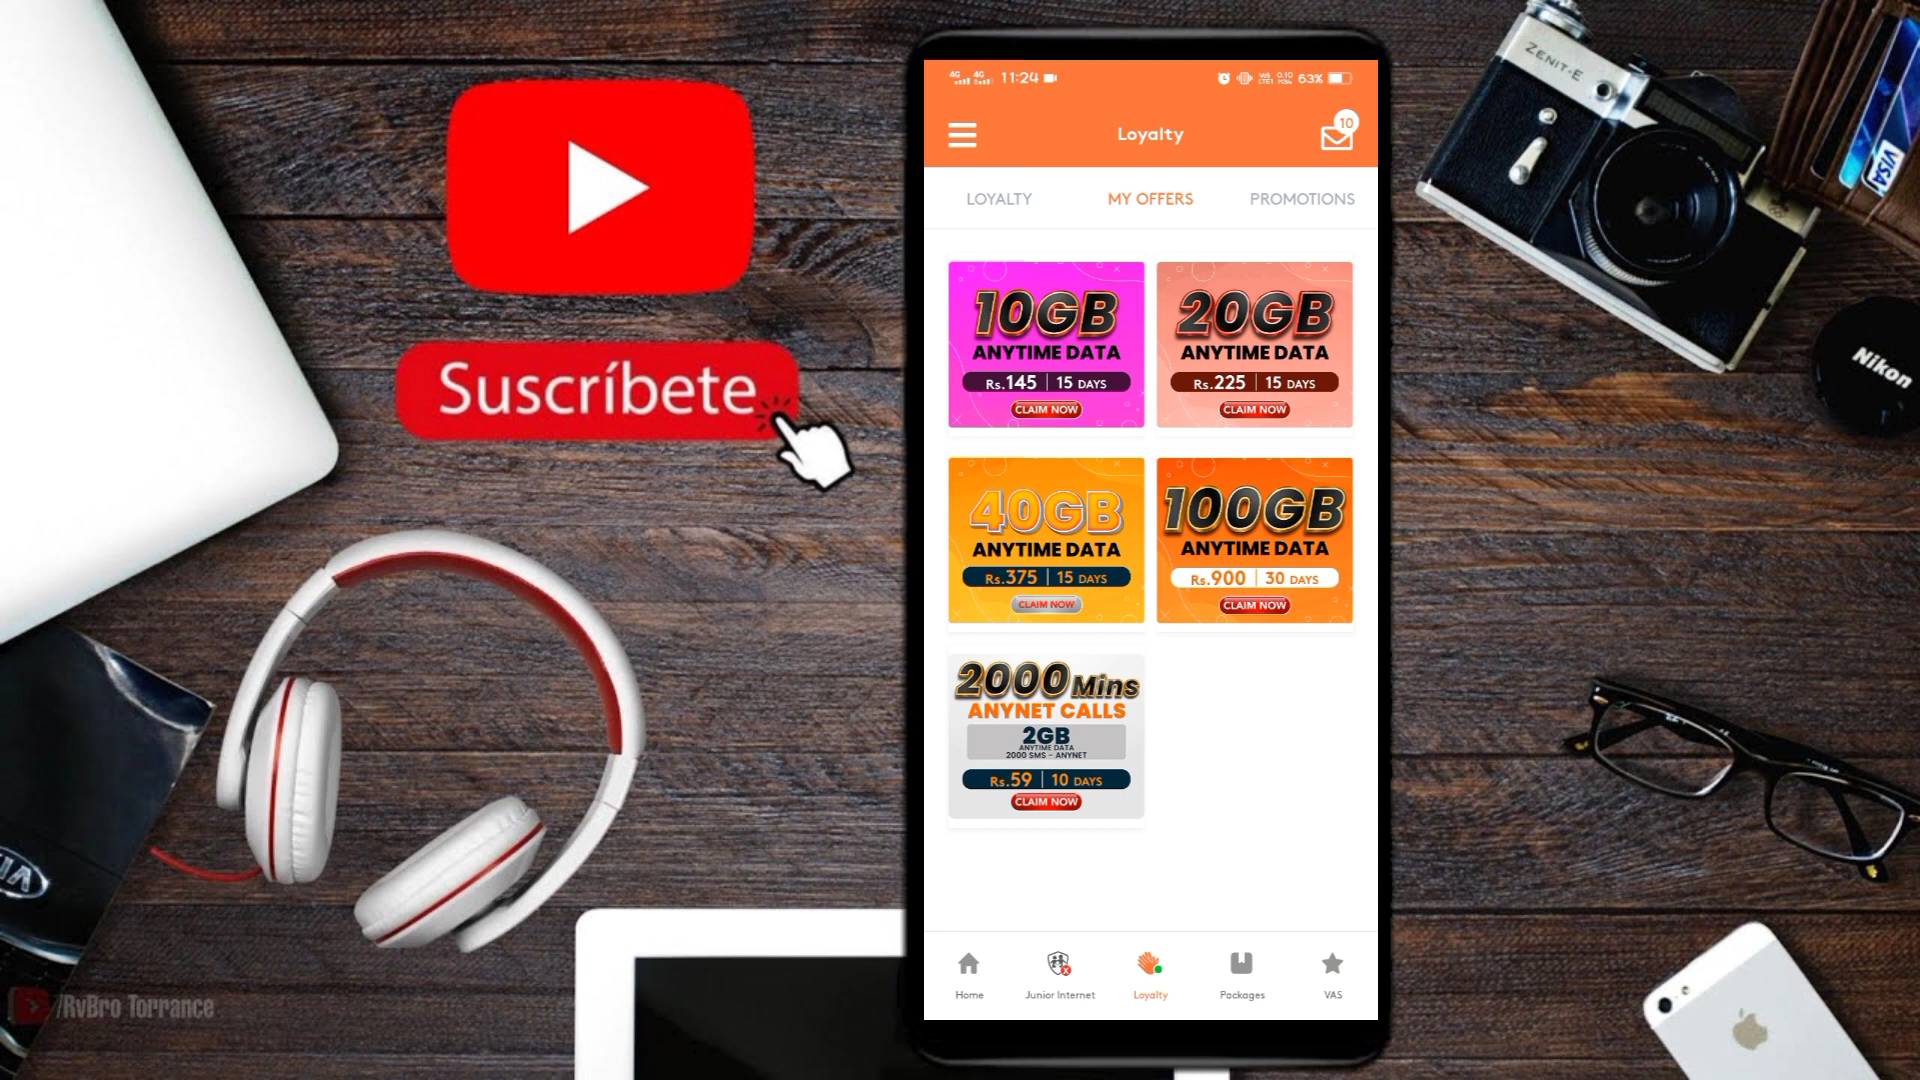 Suscríbete
/RvBro Torrance
ZENIT-E
VISA
Nikon
4G 4G 11:24
63%
Loyalty
10
LOYALTY MY OFFERS PROMOTIONS
10GB
ANYTIME DATA
Rs.145 | 15 DAYS
CLAIM NOW
20GB
ANYTIME DATA
Rs.225 | 15 DAYS
CLAIM NOW
40GB
ANYTIME DATA
Rs.375 | 15 DAYS
CLAIM NOW
100GB
ANYTIME DATA
Rs.900 | 30 DAYS
CLAIM NOW
2000 Mins
ANYNET CALLS
2GB
ANYTIME DATA
2000 SMS - ANYNET
Rs.59 | 10 DAYS
CLAIM NOW
Home Junior Internet Loyalty Packages VAS